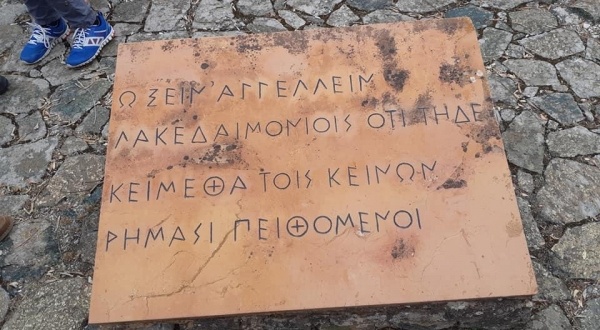 Ω ΞΕΙΝ' ΑΓΓΕΛΛΕΙΝ
ΛΑΚΕΔΑΙΜΟΝΙΟΙΣ ΟΤΙ ΤΗΔΕ
ΚΕΙΜΕΘΑ ΤΟΙΣ ΚΕΙΝΩΝ
ΡΗΜΑΣΙ ΠΕΙΘΟΜΕΝΟΙ